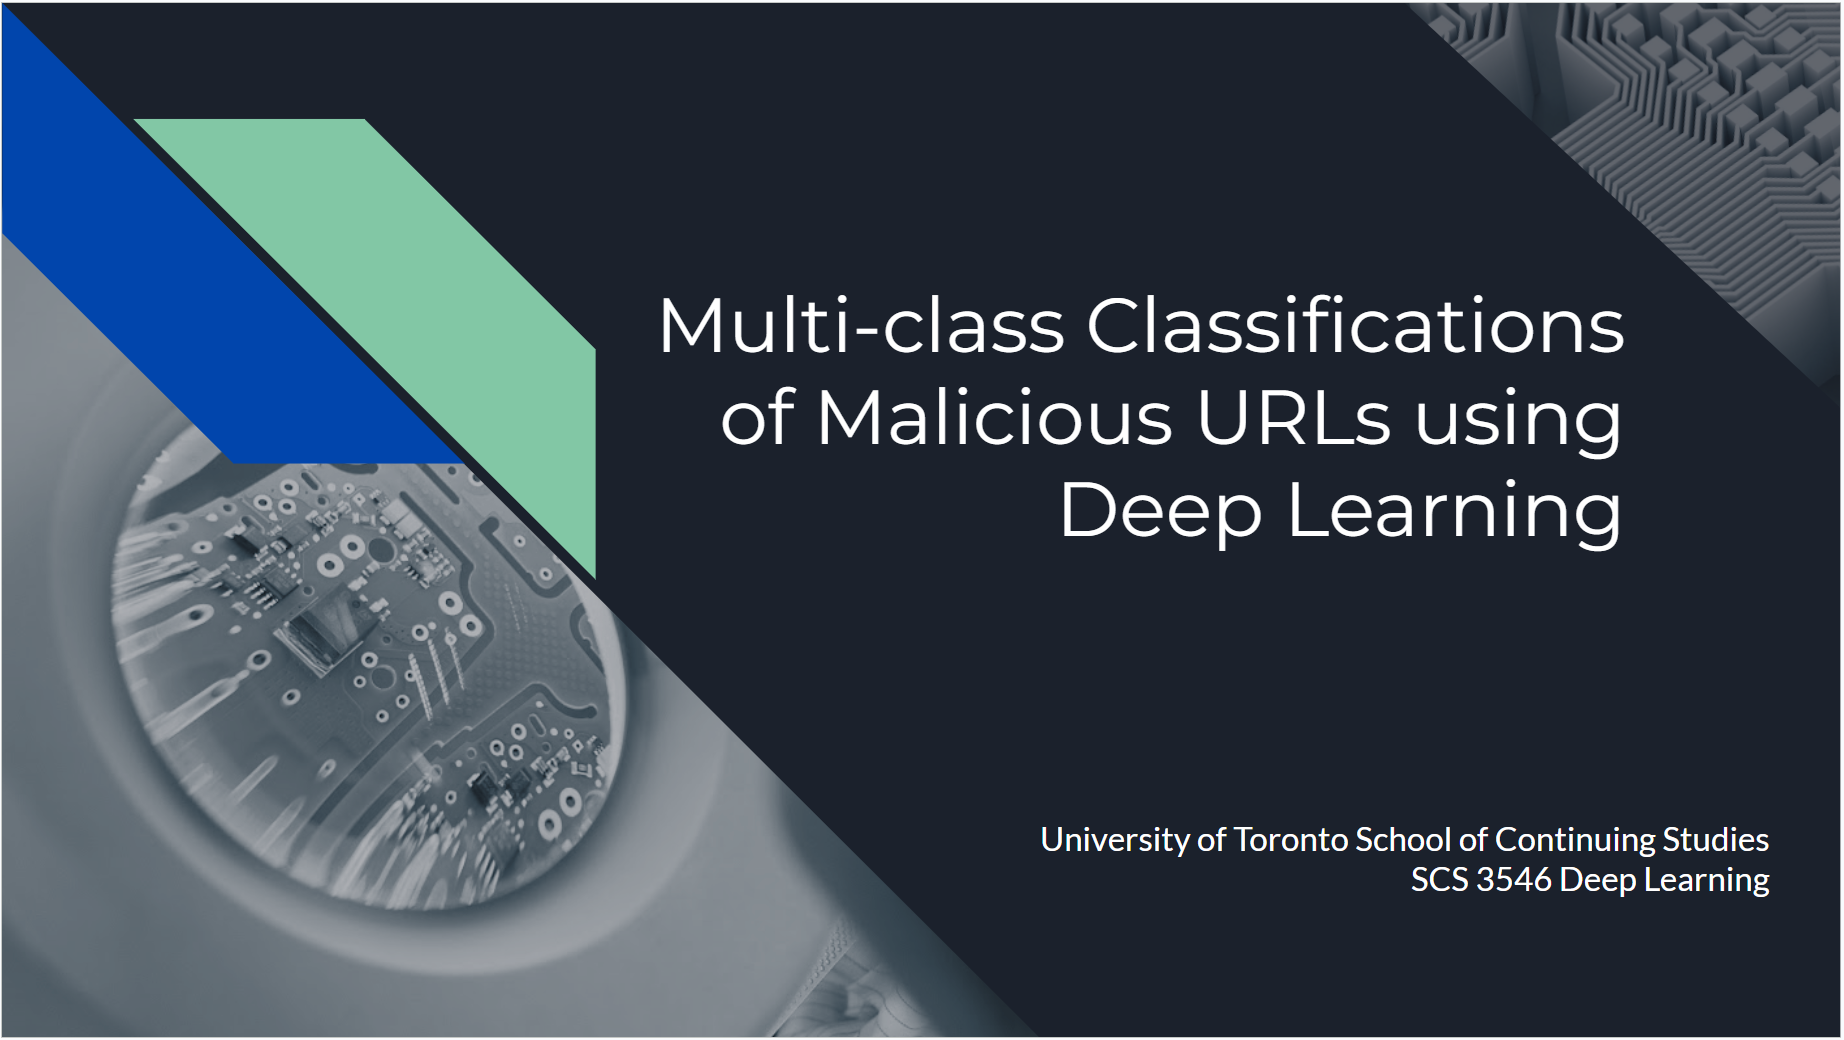 Multi-class Classifications
of Malicious URLs using
Deep Learning
University of Toronto School of Continuing Studies
SCS 3546 Deep Learning